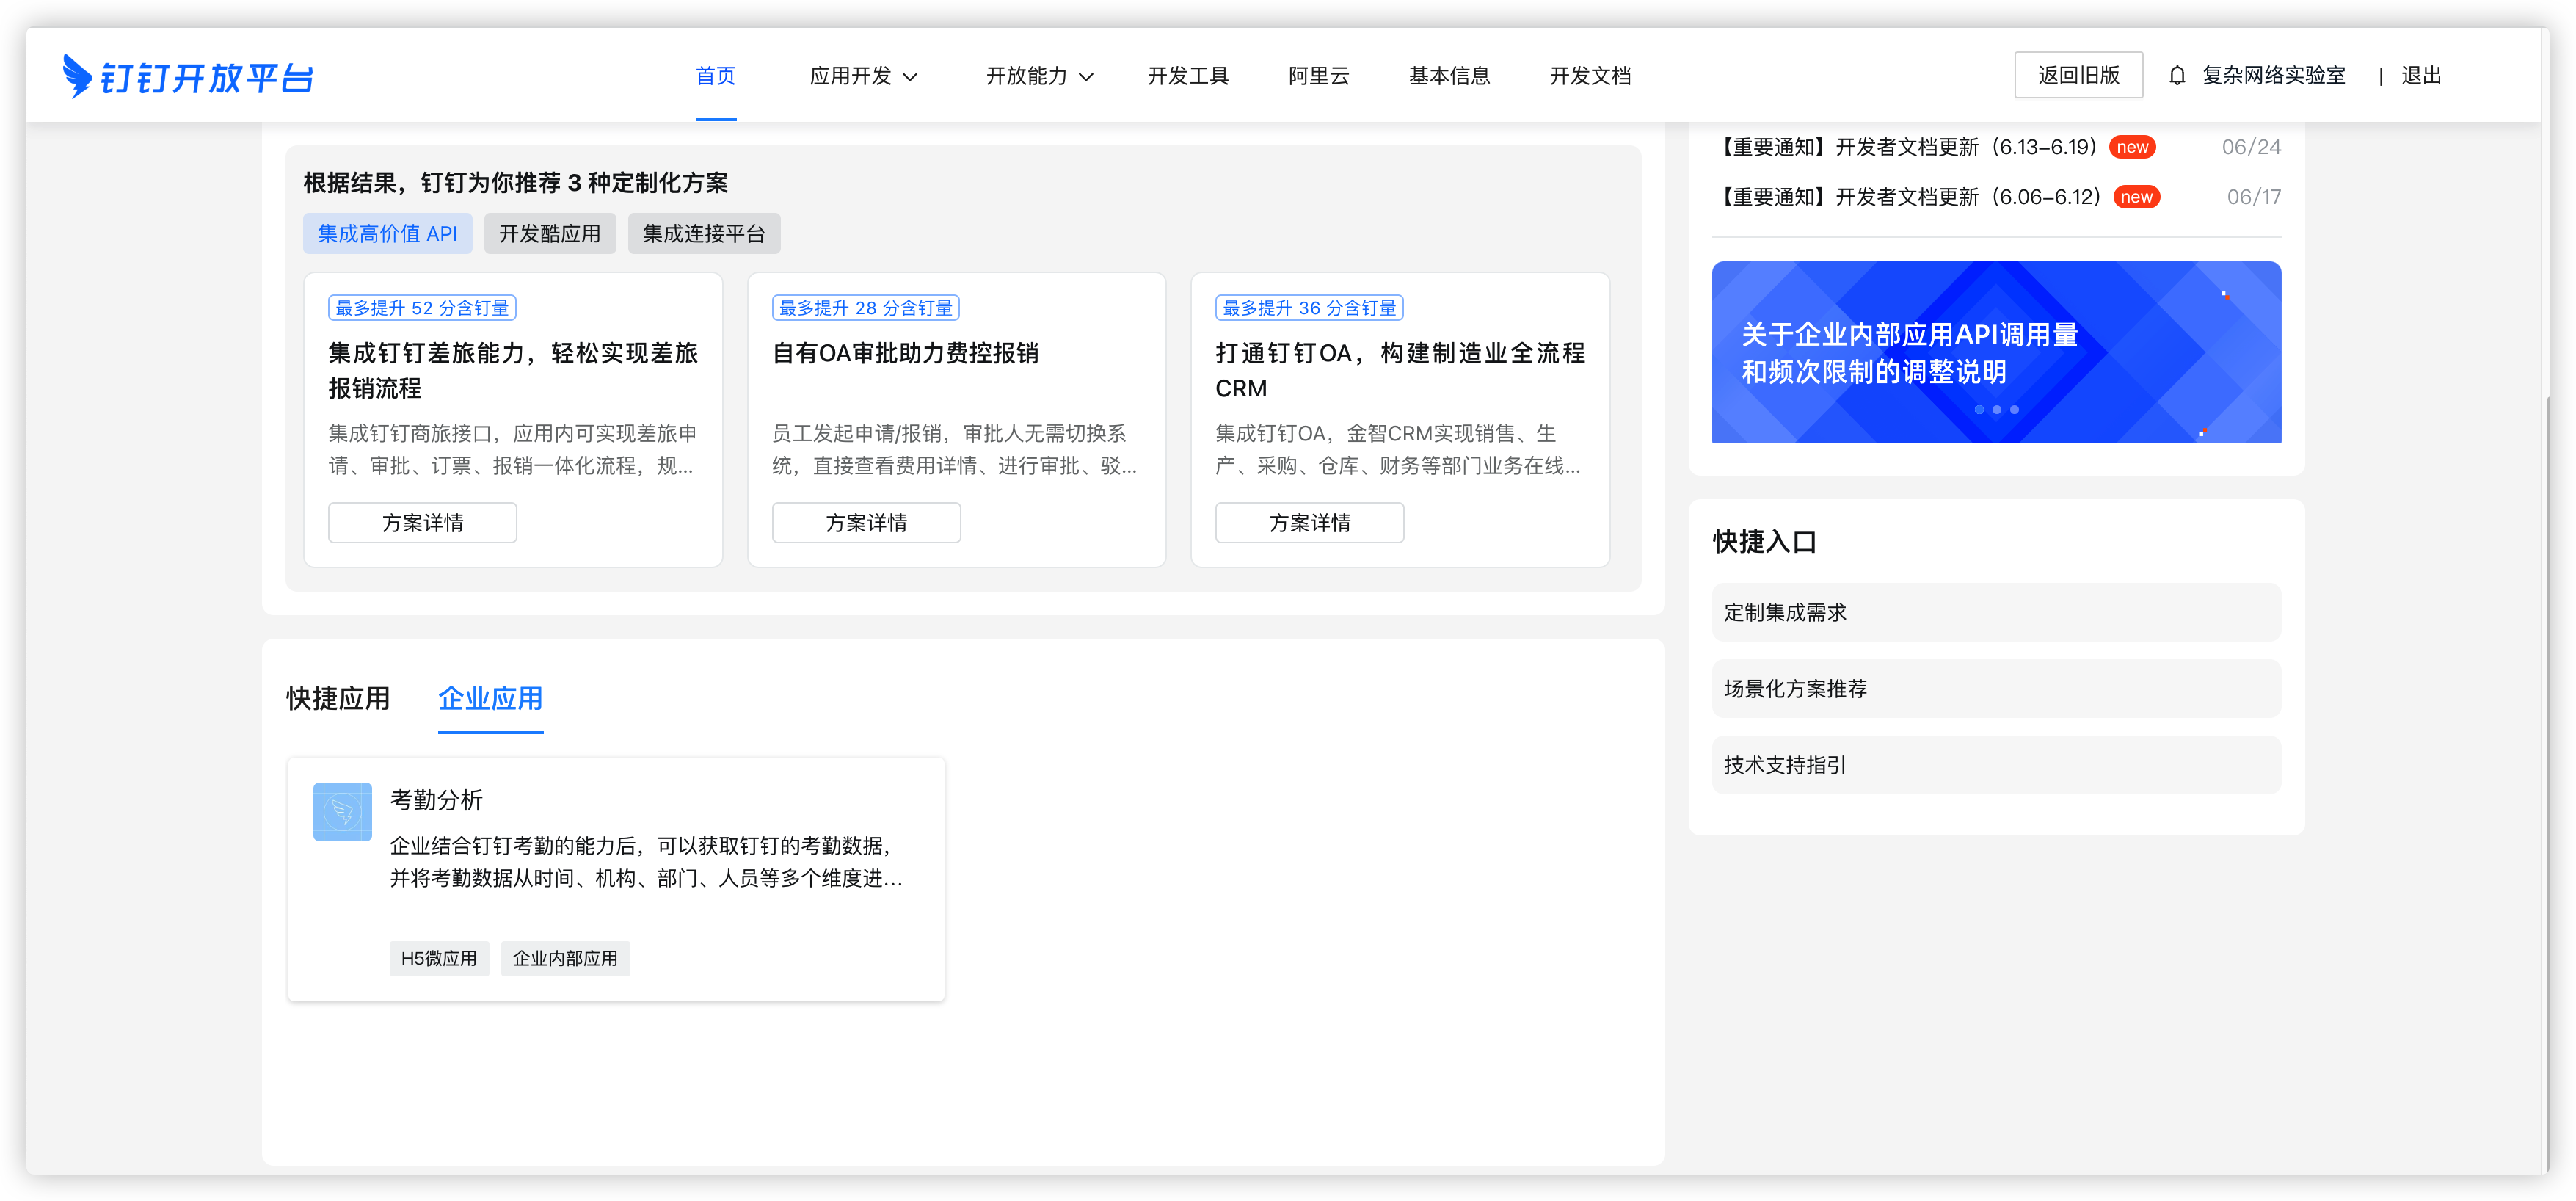 钉钉开放平台
首页 应用开发 开放能力 开发工具 阿里云 基本信息 开发文档 返回旧版 复杂网络实验室 | 退出
根据结果，钉钉为你推荐 3 种定制化方案
集成高价值 API 开发酷应用 集成连接平台
最多提升 52 分含钉量
集成钉钉差旅能力，轻松实现差旅
报销流程
集成钉钉商旅接口，应用内可实现差旅申
请、审批、订票、报销一体化流程，规...
方案详情
最多提升 28 分含钉量
自有OA审批助力费控报销
员工发起申请/报销，审批人无需切换系
统，直接查看费用详情、进行审批、驳...
方案详情
最多提升 36 分含钉量
打通钉钉OA，构建制造业全流程
CRM
集成钉钉OA，金智CRM实现销售、生
产、采购、仓库、财务等部门业务在线...
方案详情
快捷应用 企业应用
考勤分析
企业结合钉钉考勤的能力后，可以获取钉钉的考勤数据，
并将考勤数据从时间、机构、部门、人员等多个维度进...
H5微应用 企业内部应用
【重要通知】开发者文档更新（6.13-6.19） new 06/24
【重要通知】开发者文档更新（6.06-6.12） new 06/17
关于企业内部应用API调用量
和频次限制的调整说明
快捷入口
定制集成需求
场景化方案推荐
技术支持指引